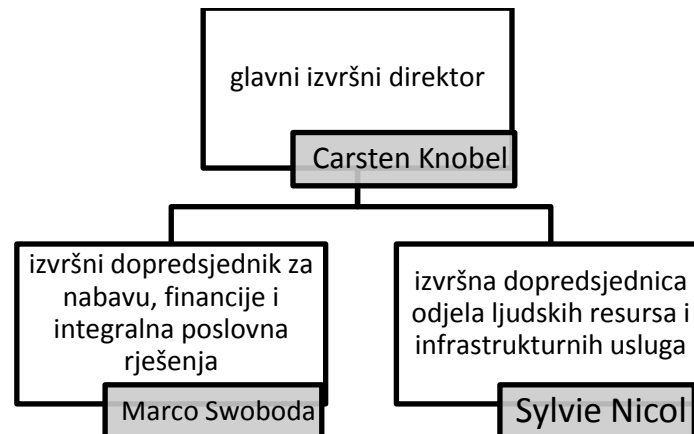 glavni izvršni direktor
Carsten Knobel
izvršni dopredsjednik za
nabavu, financije i
integralna poslovna
rješenja
Marco Swoboda
izvršna dopredsjednica
odjela ljudskih resursa i
infrastrukturnih usluga
Sylvie Nicol